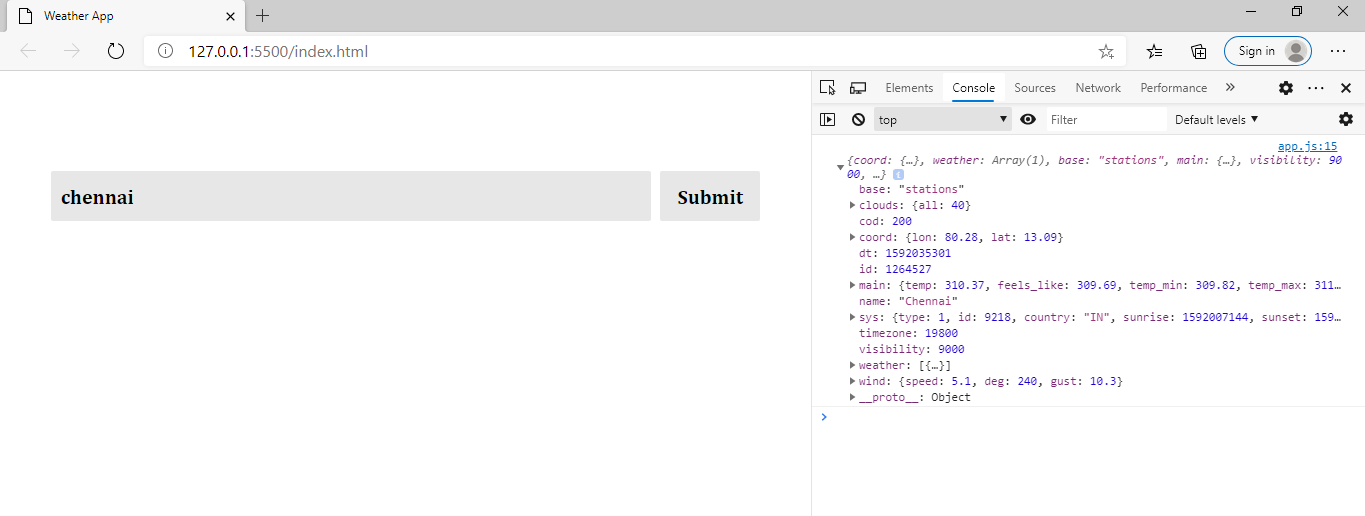 Weather App
127.0.0.1:5500/index.html
Sign in
Elements Console Sources Network Performance
top Filter Default levels
chennai Submit
app.js:15
{coord: {…}, weather: Array(1), base: "stations", main: {…}, visibility: 90
00, …}
base: "stations"
clouds: {all: 40}
cod: 200
coord: {lon: 80.28, lat: 13.09}
dt: 1592035301
id: 1264527
main: {temp: 310.37, feels_like: 309.69, temp_min: 309.82, temp_max: 311…
name: "Chennai"
sys: {type: 1, id: 9218, country: "IN", sunrise: 1592007144, sunset: 159…
timezone: 19800
visibility: 9000
weather: [{…}]
wind: {speed: 5.1, deg: 240, gust: 10.3}
__proto__: Object